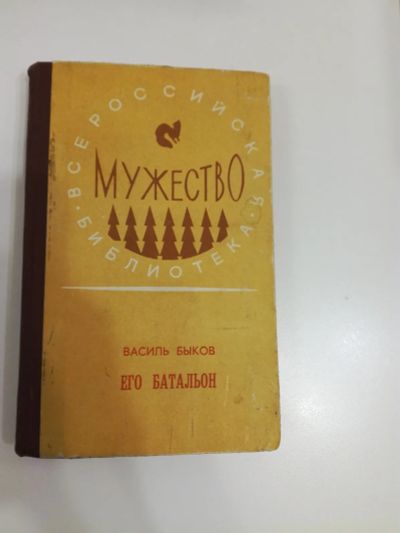 ВСЕРОССИЙСКАЯ
МУЖЕСТВО
БИБЛИОТЕКА
ВАСИЛЬ БЫКОВ
ЕГО БАТАЛЬОН